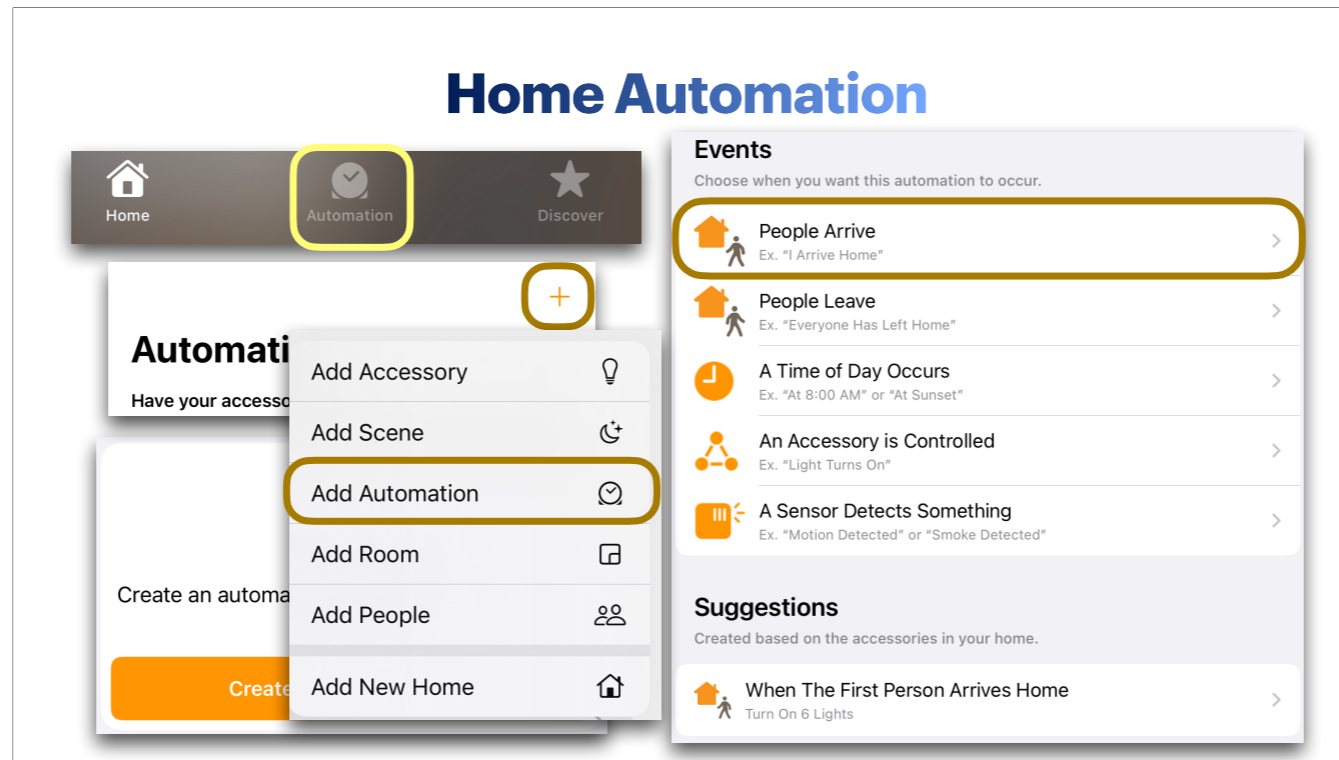 Home Automation
Home
Automation
Discover
Automati
Have your accesso
Create an automa
Create
Add Accessory
Add Scene
Add Automation
Add Room
Add People
Add New Home
Events
Choose when you want this automation to occur.
People Arrive
Ex. “I Arrive Home”
People Leave
Ex. “Everyone Has Left Home”
A Time of Day Occurs
Ex. “At 8:00 AM” or “At Sunset”
An Accessory is Controlled
Ex. “Light Turns On”
A Sensor Detects Something
Ex. “Motion Detected” or “Smoke Detected”
Suggestions
Created based on the accessories in your home.
When The First Person Arrives Home
Turn On 6 Lights